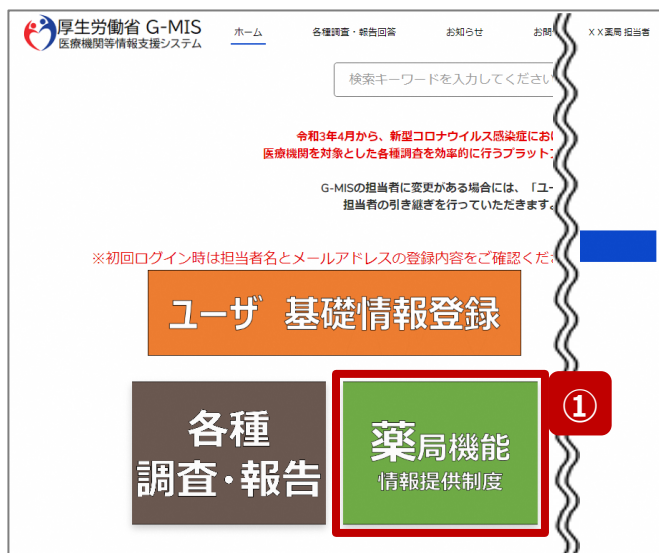 厚生労働省 G-MIS
医療機関等情報支援システム
ホーム
各種調査・報告回答
お知らせ
お問
XX薬局 担当者
検索キーワードを入力してください
令和3年4月から、新型コロナウイルス感染症にお
医療機関を対象とした各種調査を効率的に行うプラット
G-MISの担当者に変更がある場合には、「ユー
担当者の引き継ぎを行っていただきます。
※初回ログイン時は担当者名とメールアドレスの登録内容をご確認くだ
ユーザ 基礎情報登録
各種
調査・報告
薬局機能
情報提供制度
①